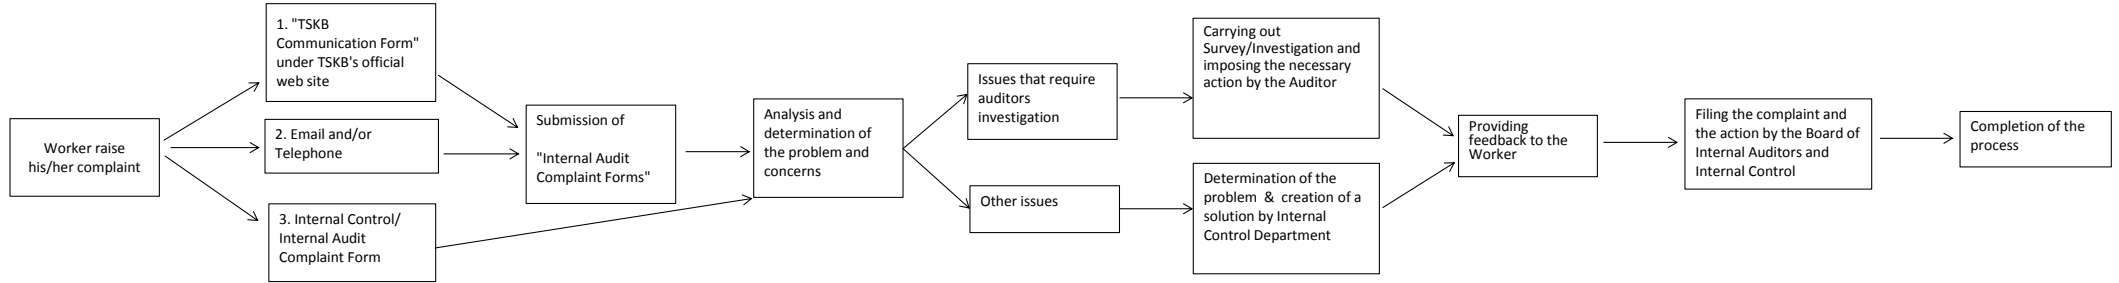 Worker raise
his/her complaint
1. "TSKB
Communication Form"
under TSKB's official
web site
2. Email and/or
Telephone
3. Internal Control/
Internal Audit
Complaint Form
Submission of
"Internal Audit
Complaint Forms"
Analysis and
determination of
the problem and
concerns
Issues that require
auditors
investigation
Other issues
Carrying out
Survey/Investigation and
imposing the necessary
action by the Auditor
Determination of the
problem & creation of a
solution by Internal
Control Department
Providing
feedback to the
Worker
Filing the complaint and
the action by the Board of
Internal Auditors and
Internal Control
Completion of the
process